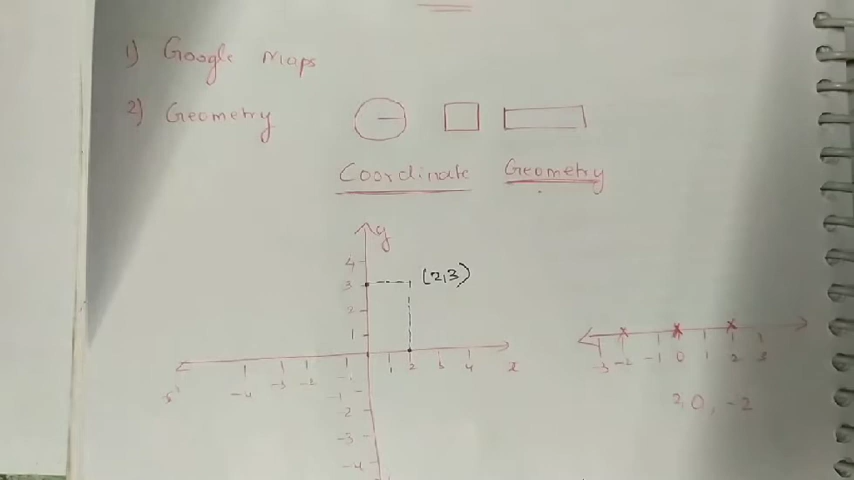 1) Google Maps
2) Geometry
Coordinate Geometry
y
4
3 (2,3)
2
1
-4 -3 -2 1 2 3 4 x
-1
-2
-3
-4
-3 -2 -1 0 1 2 3
2, 0, -2